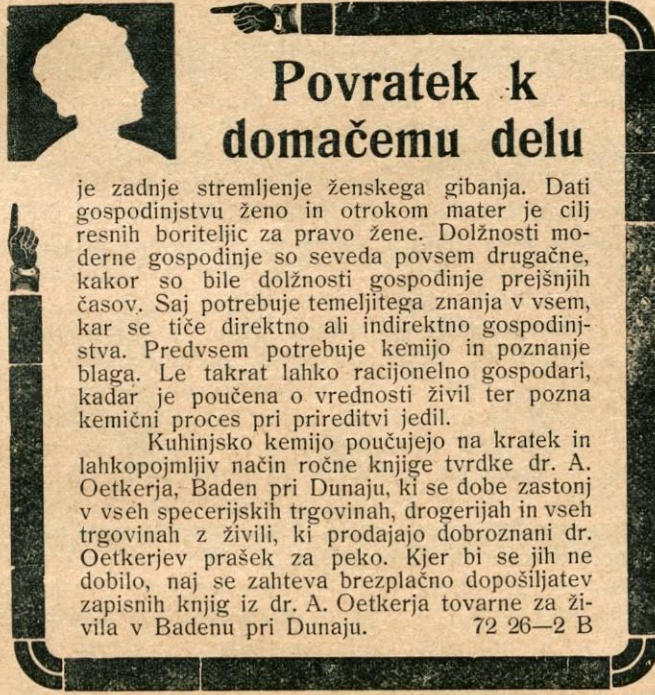 Povratek k
domačemu delu
je zadnje stremljenje ženskega gibanja. Dati
gospodinjstvu ženo in otrokom mater je cilj
resnih boriteljic za pravo žene. Dolžnosti mo-
derne gospodinje so seveda povsem drugačne,
kakor so bile dolžnosti gospodinje prejšnjih
časov. Saj potrebuje temeljitega znanja v vsem,
kar se tiče direktno ali indirektno gospodinj-
stva. Predvsem potrebuje kemijo in poznanje
blaga. Le takrat lahko racijonelno gospodari,
kadar je poučena o vrednosti živil ter pozna
kemični proces pri prireditvi jedil.
Kuhinjsko kemijo poučujejo na kratek in
lahkopojmljiv način ročne knjige tvrdke dr. A.
Oetkerja, Baden pri Dunaju, ki se dobe zastonj
v vseh specerijskih trgovinah, drogerijah in vseh
trgovinah z živili, ki prodajajo dobroznani dr.
Oetkerjev prašek za peko. Kjer bi se jih ne
dobilo, naj se zahteva brezplačno dopošiljatev
zapisnih knjig iz dr. A. Oetkerja tovarne za ži-
vila v Badenu pri Dunaju. 72 26—2 B